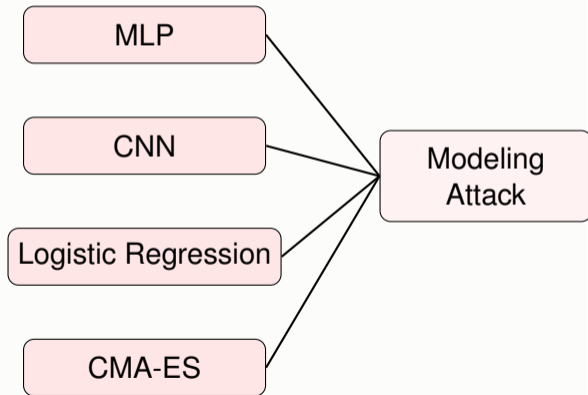 MLP
CNN
Logistic Regression
CMA-ES
Modeling
Attack